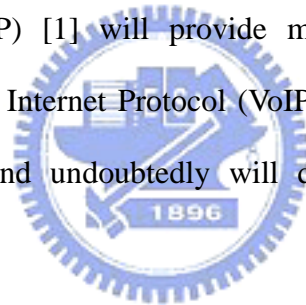 P) [1] will provide m
Internet Protocol (VoIP
nd undoubtedly will c
1896